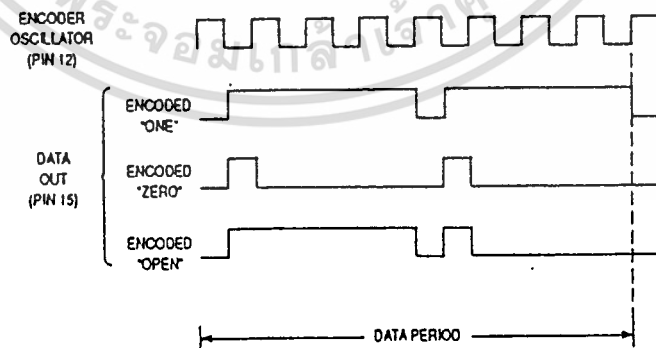 ENCODER
OSCILLATOR
(PIN 12)
ENCODED
"ONE"
DATA
OUT
(PIN 15)
ENCODED
"ZERO"
ENCODED
"OPEN"
DATA PERIOD